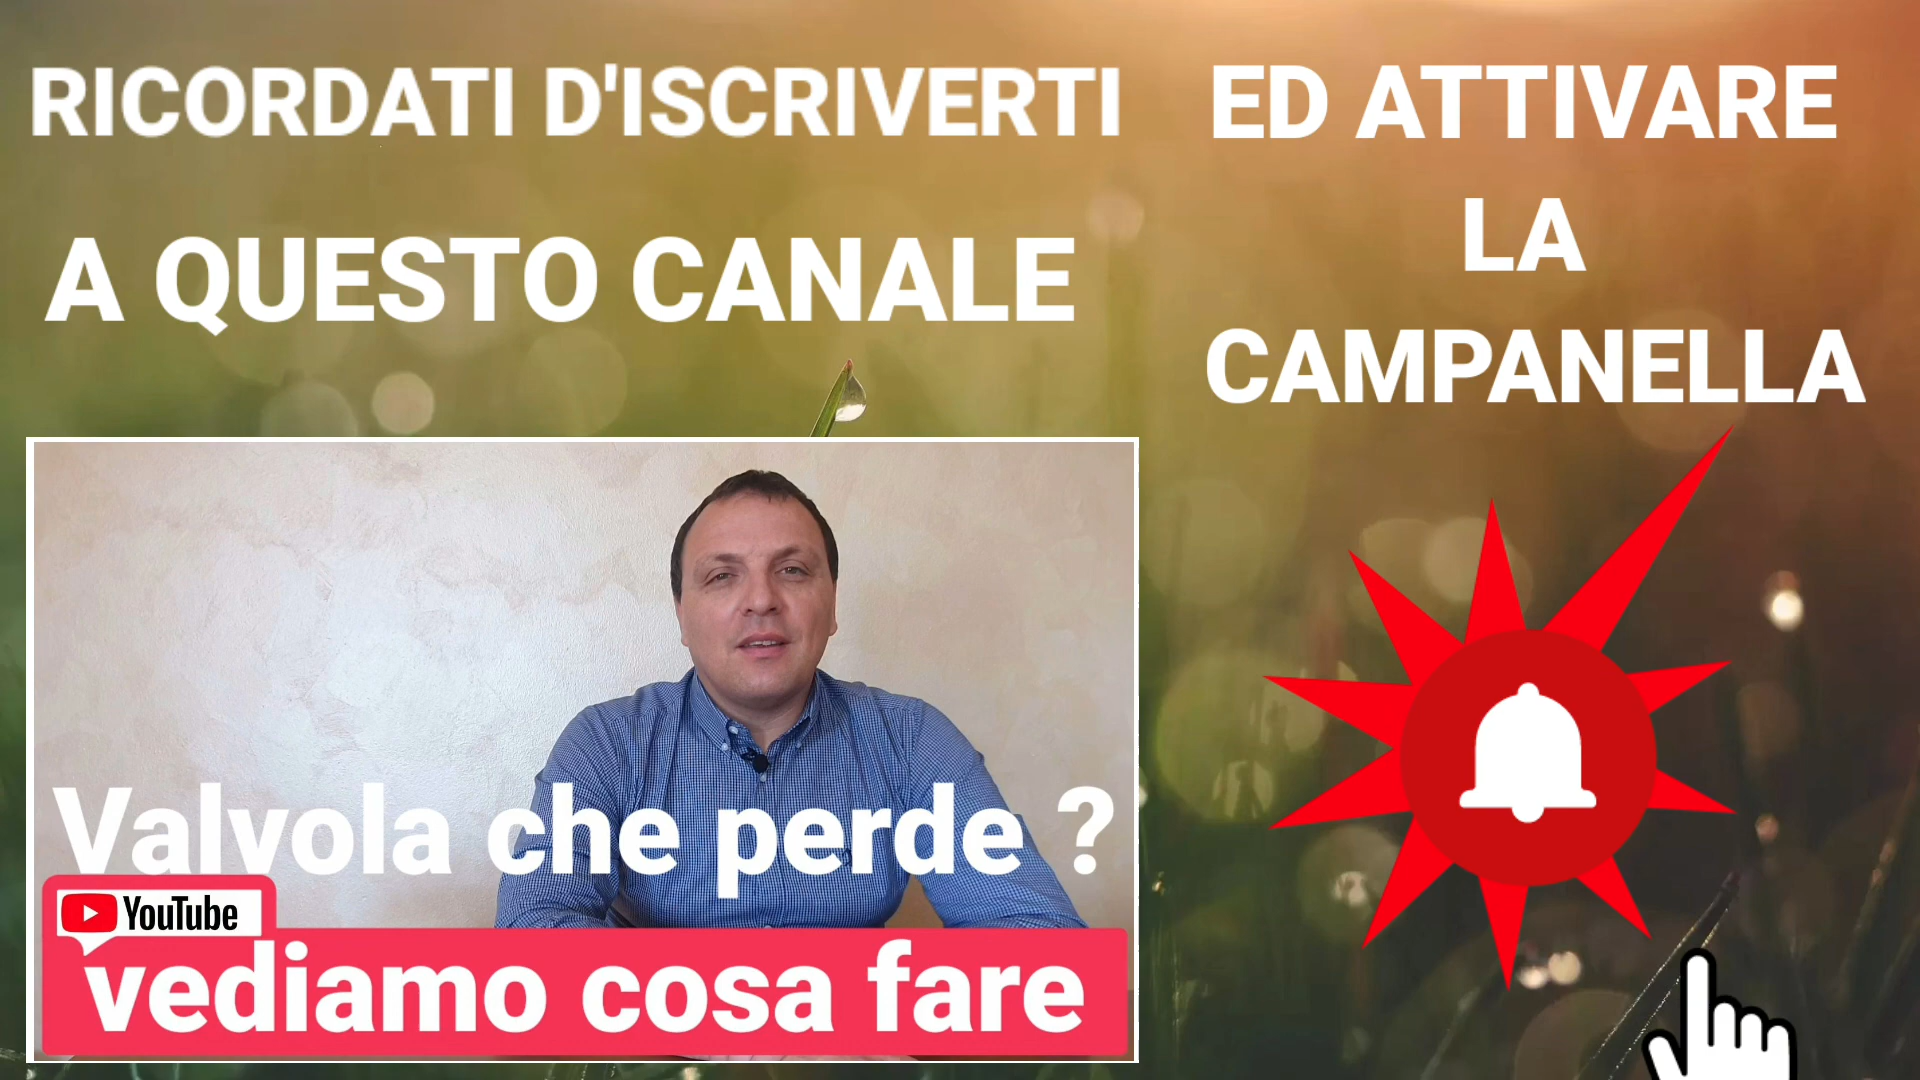 RICORDATI D'ISCRIVERTI
A QUESTO CANALE
ED ATTIVARE
LA
CAMPANELLA
Valvola che perde ?
YouTube
vediamo cosa fare